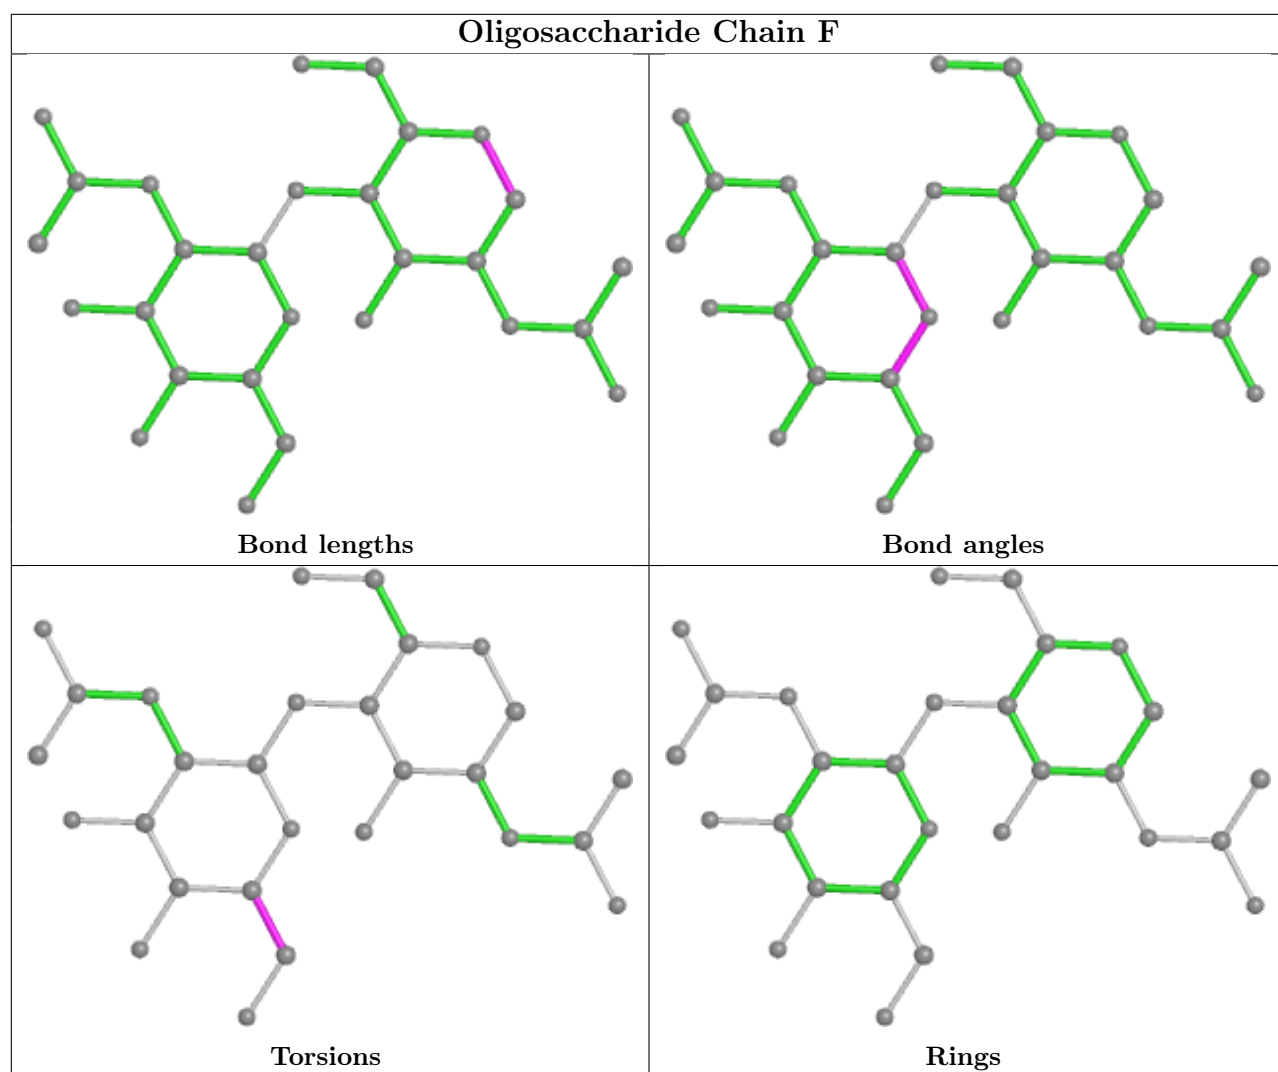 Oligosaccharide Chain F
Bond lengths
Bond angles
Torsions
Rings